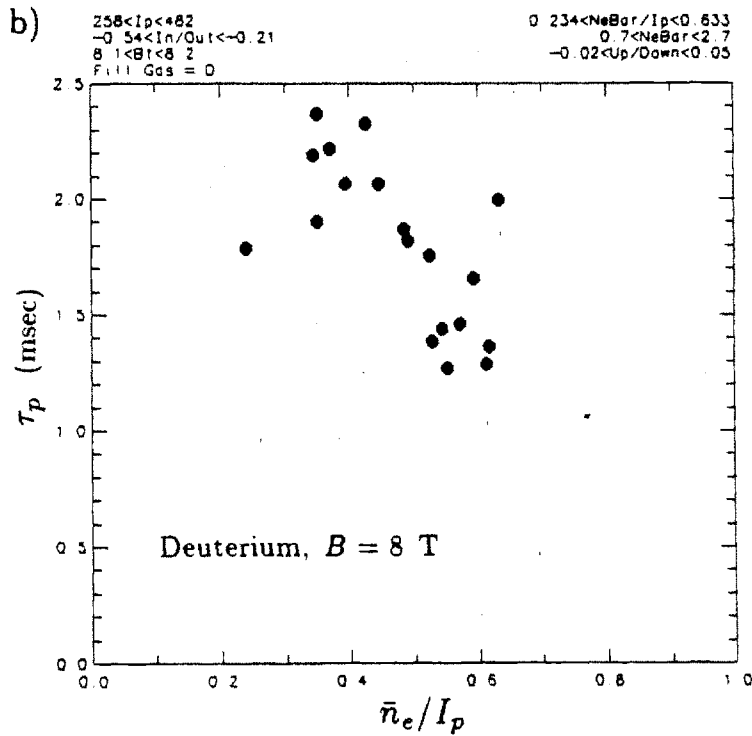 b)
258<Ip<482
-0 54<In/Out<-0.21
8 1<Bt<8 2
Fill Gas = D
0 234<NeBar/Ip<0.633
0.7<NeBar<2.7
-0.02<Up/Down<0.05
2.5
2.0
1 5
1 0
0 5
0 0
τp (msec)
Deuterium, B = 8 T
0.0
0 2
0 4
0 6
0 8
1 0
n̄e/Ip